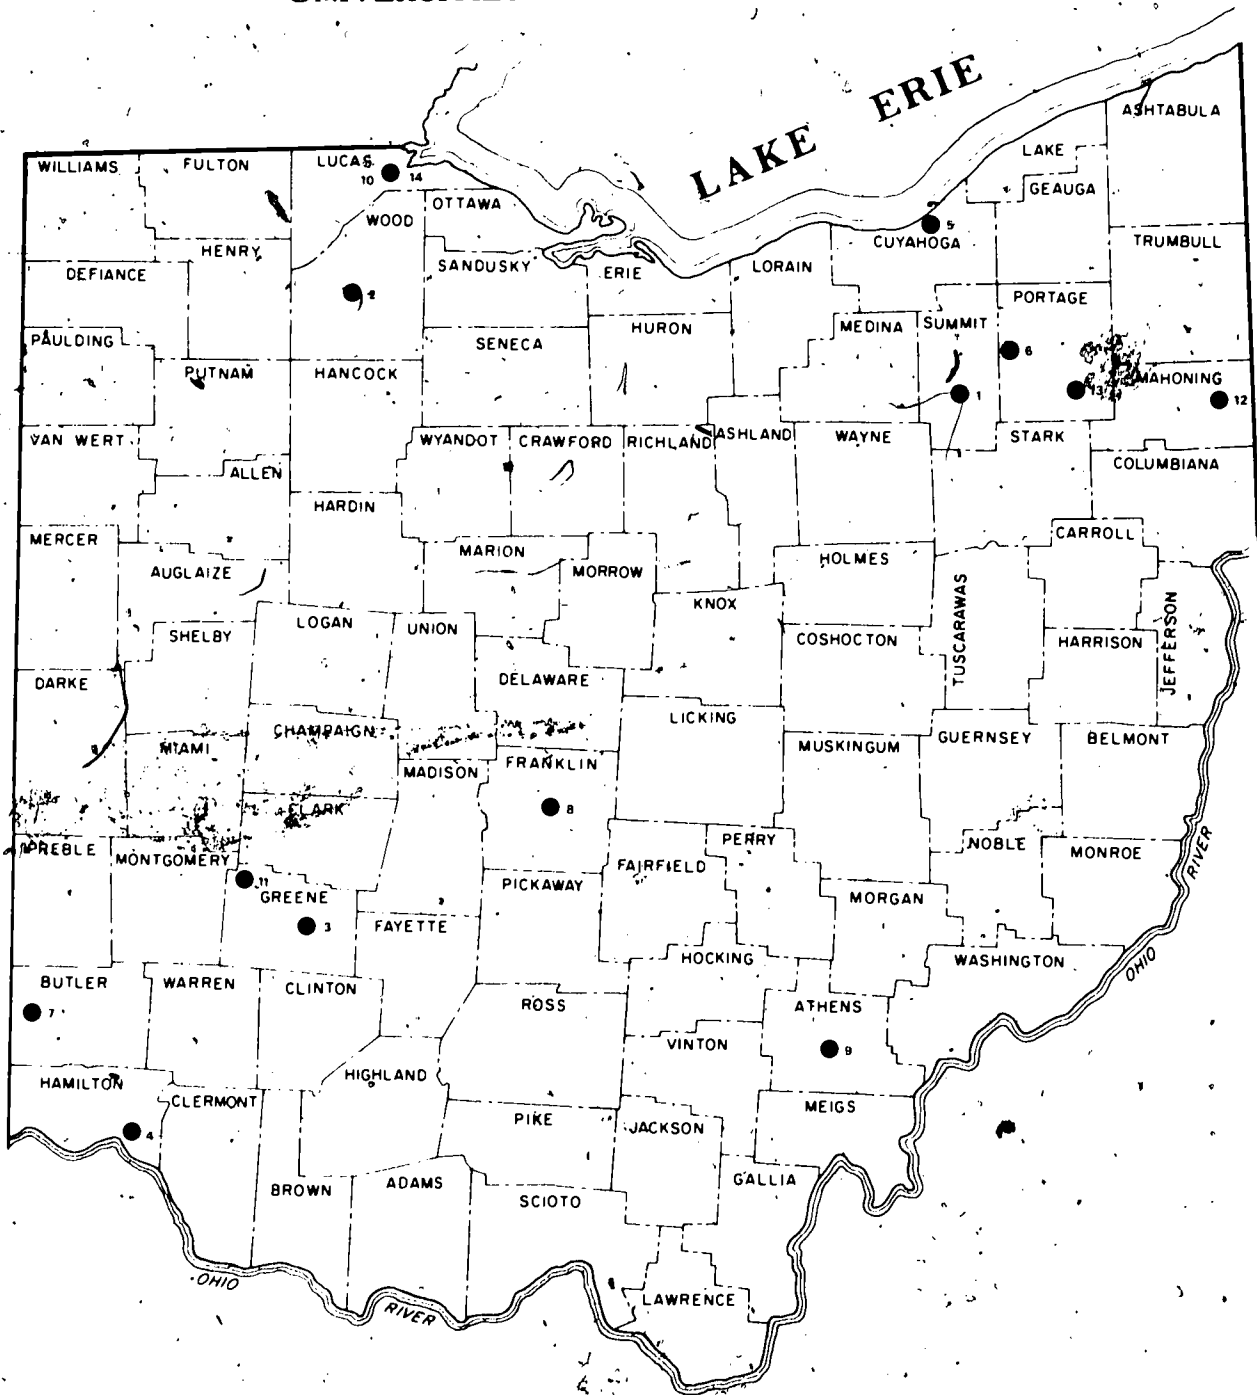 LAKE ERIE
ASHTABULA
LAKE
WILLIAMS
FULTON
LUCAS
10
14
GEAUGA
OTTAWA
WOOD
5
CUYAHOGA
TRUMBULL
HENRY
DEFIANCE
SANDUSKY
ERIE
LORAIN
2
PORTAGE
PAULDING
SENECA
HURON
MEDINA
SUMMIT
6
PUTNAM
HANCOCK
MAHONING
1
13
12
VAN WERT
WYANDOT
CRAWFORD
RICHLAND
ASHLAND
WAYNE
STARK
COLUMBIANA
ALLEN
HARDIN
MERCER
CARROLL
MARION
HOLMES
AUGLAIZE
MORROW
KNOX
LOGAN
UNION
SHELBY
COSHOCTON
TUSCARAWAS
HARRISON
JEFFERSON
DARKE
DELAWARE
LICKING
CHAMPAIGN
MIAMI
MUSKINGUM
GUERNSEY
BELMONT
MADISON
FRANKLIN
CLARK
8
PREBLE
MONTGOMERY
PERRY
NOBLE
MONROE
FAIRFIELD
11
PICKAWAY
GREENE
MORGAN
3
FAYETTE
HOCKING
WASHINGTON
OHIO RIVER
BUTLER
WARREN
CLINTON
ROSS
ATHENS
7
VINTON
9
HAMILTON
HIGHLAND
CLERMONT
MEIGS
PIKE
JACKSON
4
BROWN
ADAMS
GALLIA
SCIOTO
OHIO RIVER
LAWRENCE